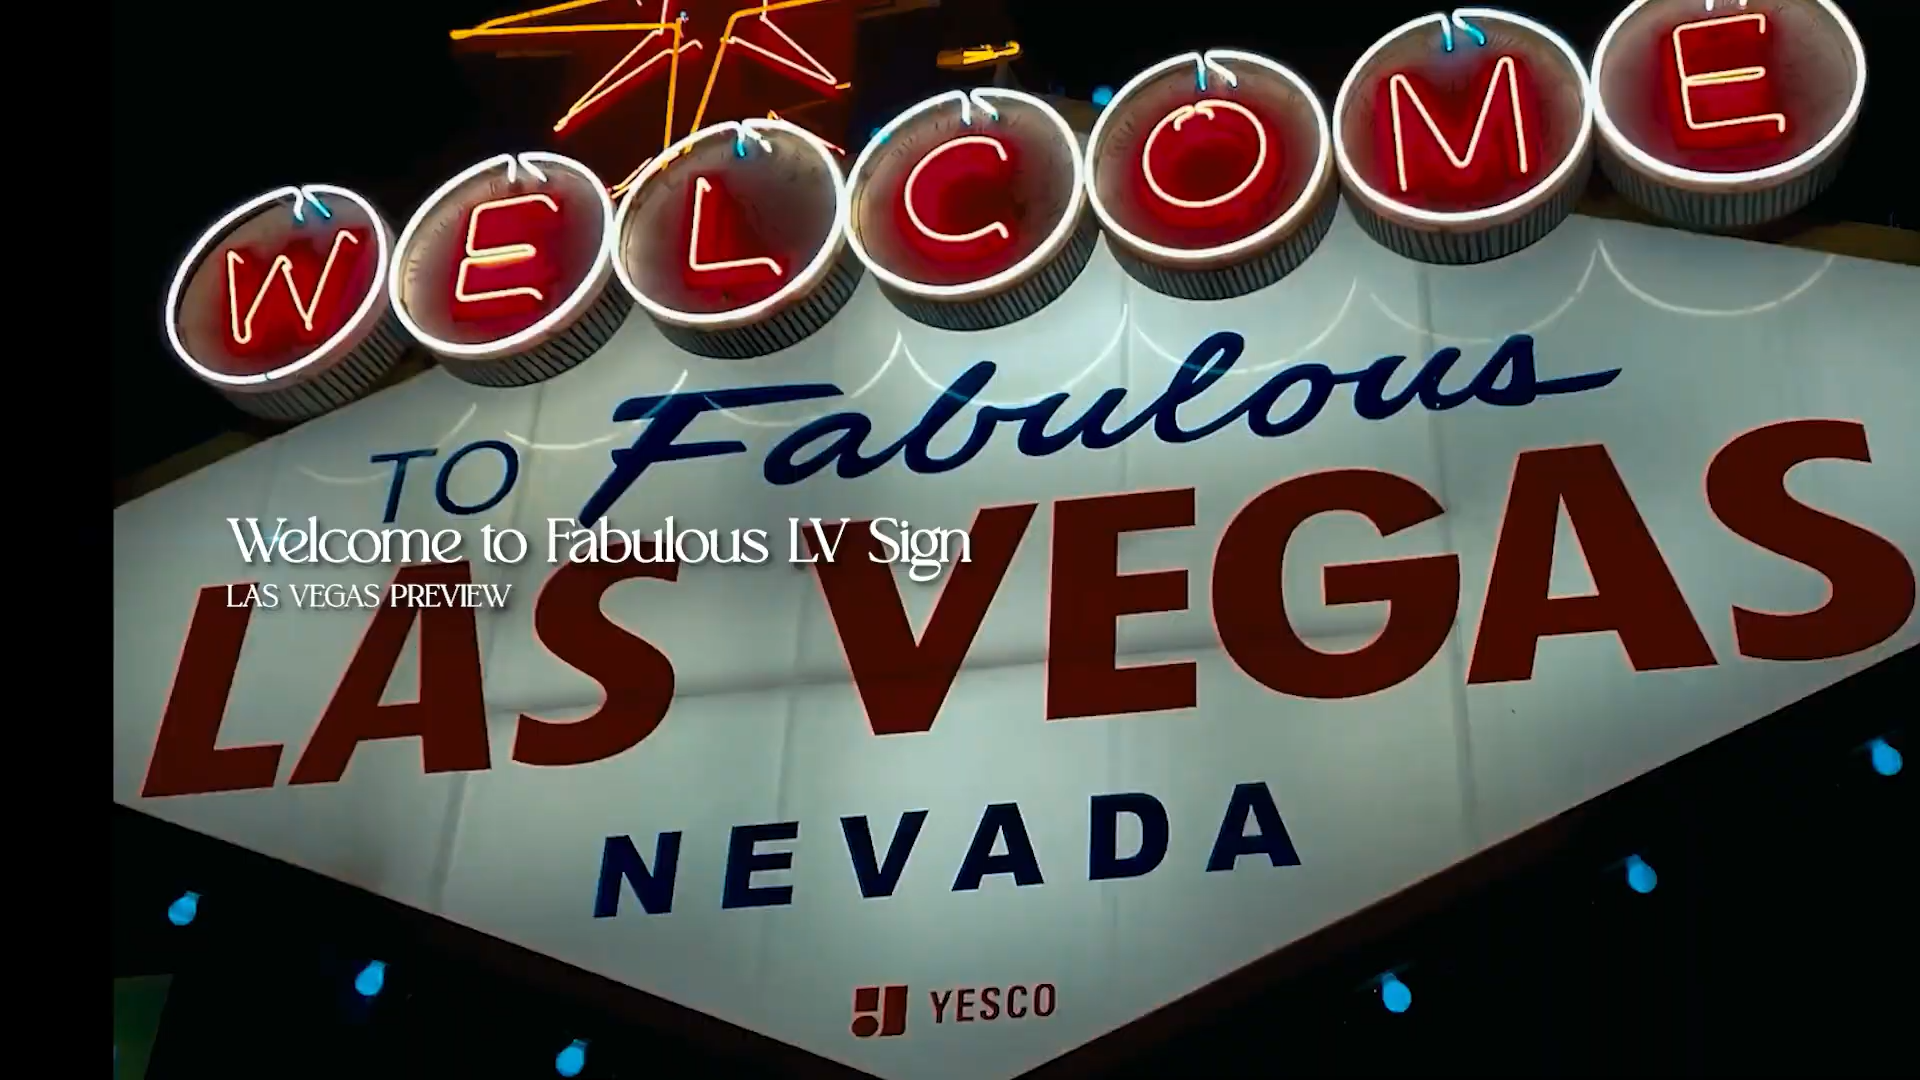 WELCOME
TO Fabulous
Welcome to Fabulous LV Sign
LAS VEGAS PREVIEW
LAS VEGAS
NEVADA
YESCO